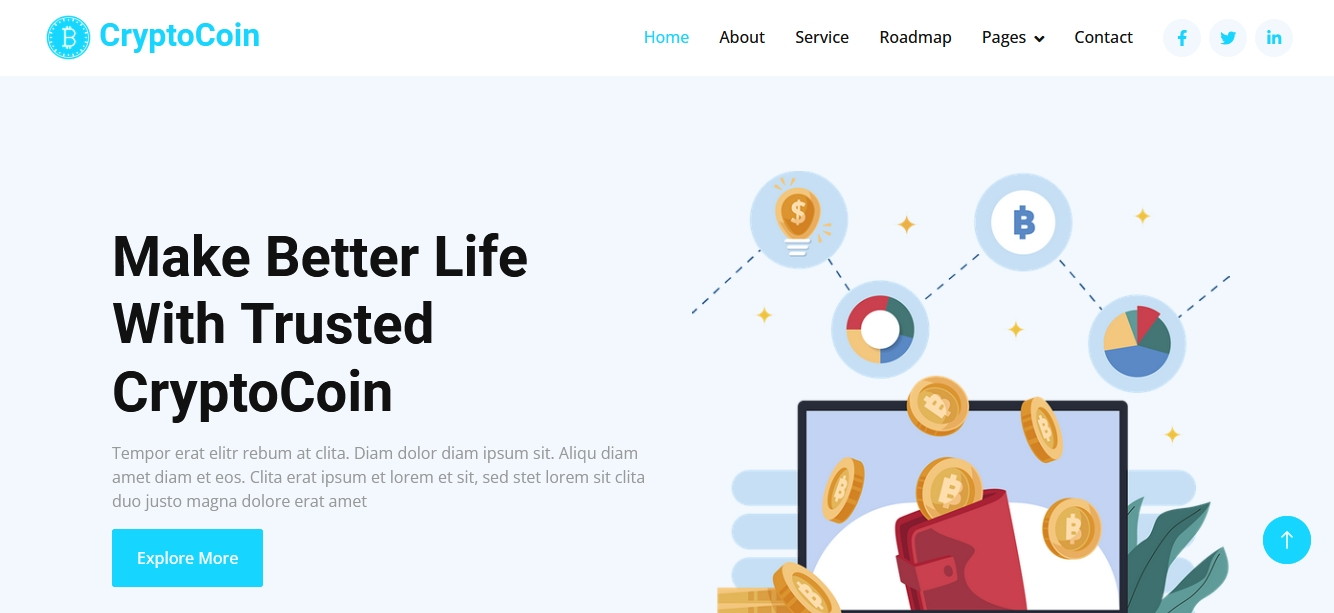 CryptoCoin
Home About Service Roadmap Pages Contact
Make Better Life
With Trusted
CryptoCoin
Tempor erat elitr rebum at clita. Diam dolor diam ipsum sit. Aliqu diam
amet diam et eos. Clita erat ipsum et lorem et sit, sed stet lorem sit clita
duo justo magna dolore erat amet
Explore More